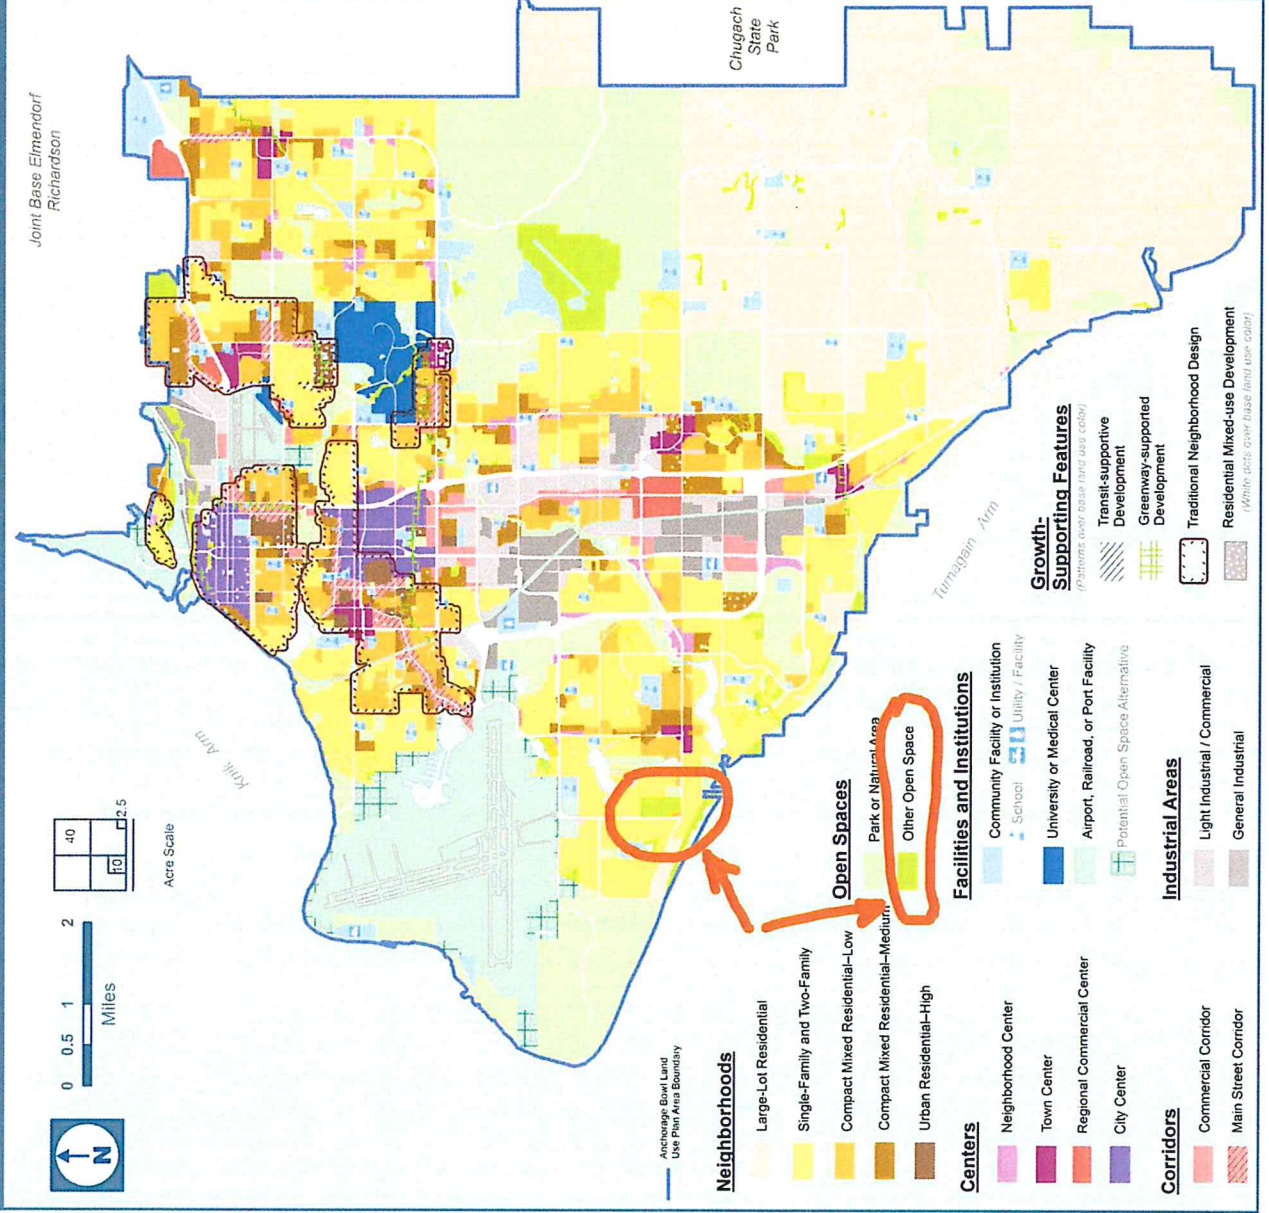 Joint Base Elmendorf
Richardson
Chugach
State
Park
Knik Arm
Turnagain Arm
40
10
2.5
Acre Scale
0 0.5 1 2
Miles
N
Anchorage Bowl Land
Use Plan Area Boundary
Neighborhoods
Large-Lot Residential
Single-Family and Two-Family
Compact Mixed Residential–Low
Compact Mixed Residential–Medium
Urban Residential–High
Centers
Neighborhood Center
Town Center
Regional Commercial Center
City Center
Corridors
Commercial Corridor
Main Street Corridor
Open Spaces
Park or Natural Area
Other Open Space
Facilities and Institutions
Community Facility or Institution
School
Utility / Facility
University or Medical Center
Airport, Railroad, or Port Facility
Potential Open Space Alternative
Industrial Areas
Light Industrial / Commercial
General Industrial
Growth-
Supporting Features
(Patterns over base land use color)
Transit-supportive
Development
Greenway-supported
Development
Traditional Neighborhood Design
Residential Mixed-use Development
(White dots over base land use color)